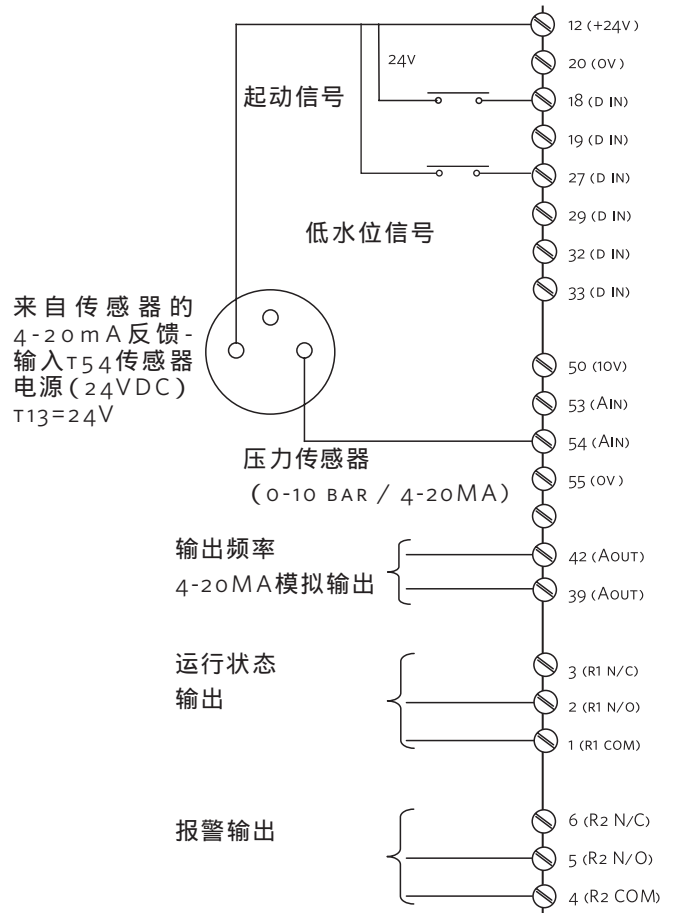 12 (+24V)
24V
20 (0V)
起动信号
18 (D IN)
19 (D IN)
27 (D IN)
29 (D IN)
低水位信号
32 (D IN)
33 (D IN)
来自传感器的
4-20mA反馈-
输入T54传感器
电源(24VDC)
T13=24V
50 (10V)
53 (AIN)
54 (AIN)
压力传感器
(0-10 BAR / 4-20MA)
55 (0V)
输出频率
4-20MA模拟输出
42 (AOUT)
39 (AOUT)
运行状态
输出
3 (R1 N/C)
2 (R1 N/O)
1 (R1 COM)
报警输出
6 (R2 N/C)
5 (R2 N/O)
4 (R2 COM)